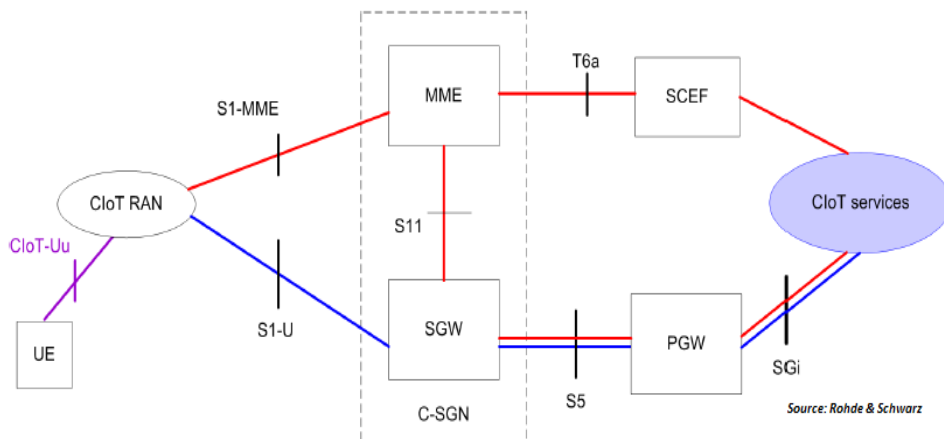 T6a
MME
SCEF
S1-MME
CIoT RAN
CIoT services
S11
CIoT-Uu
S1-U
SGW
PGW
UE
SGi
S5
C-SGN
Source: Rohde & Schwarz